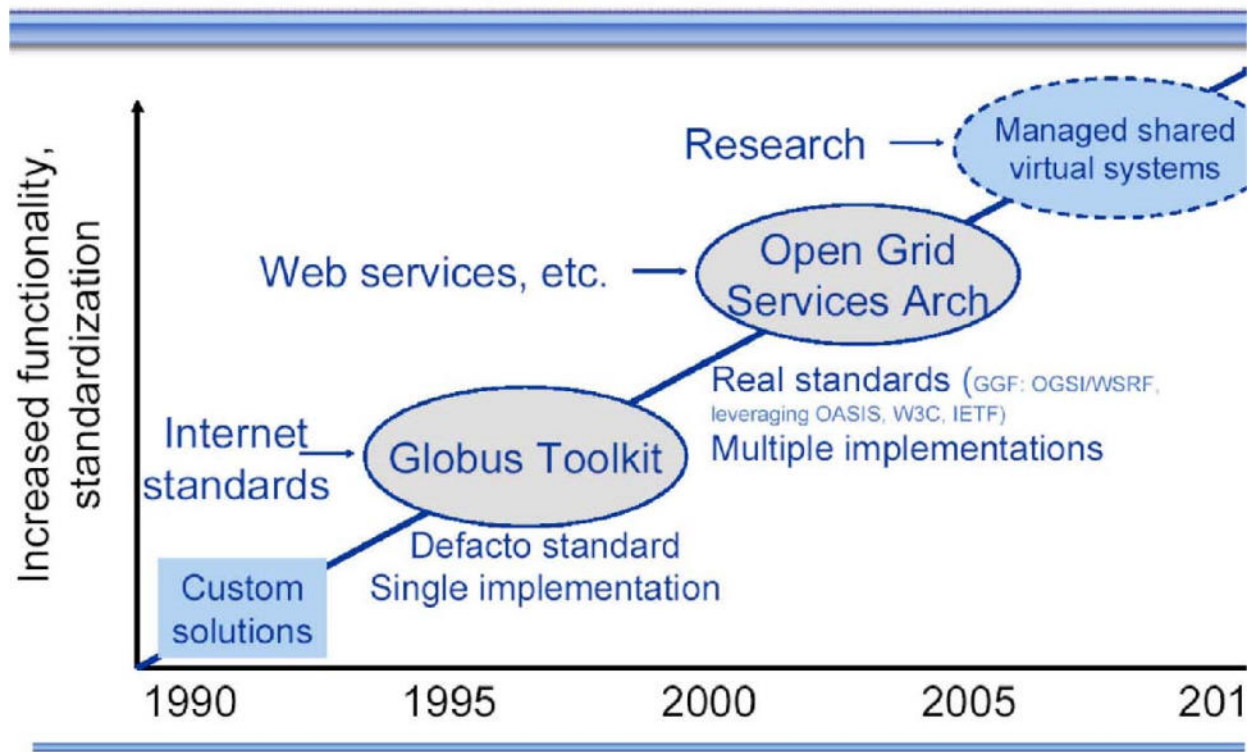 Increased functionality,
standardization
Research
Managed shared
virtual systems
Web services, etc.
Open Grid
Services Arch
Real standards (GGF: OGSI/WSRF,
leveraging OASIS, W3C, IETF)
Multiple implementations
Internet
standards
Globus Toolkit
Defacto standard
Single implementation
Custom
solutions
1990 1995 2000 2005 201